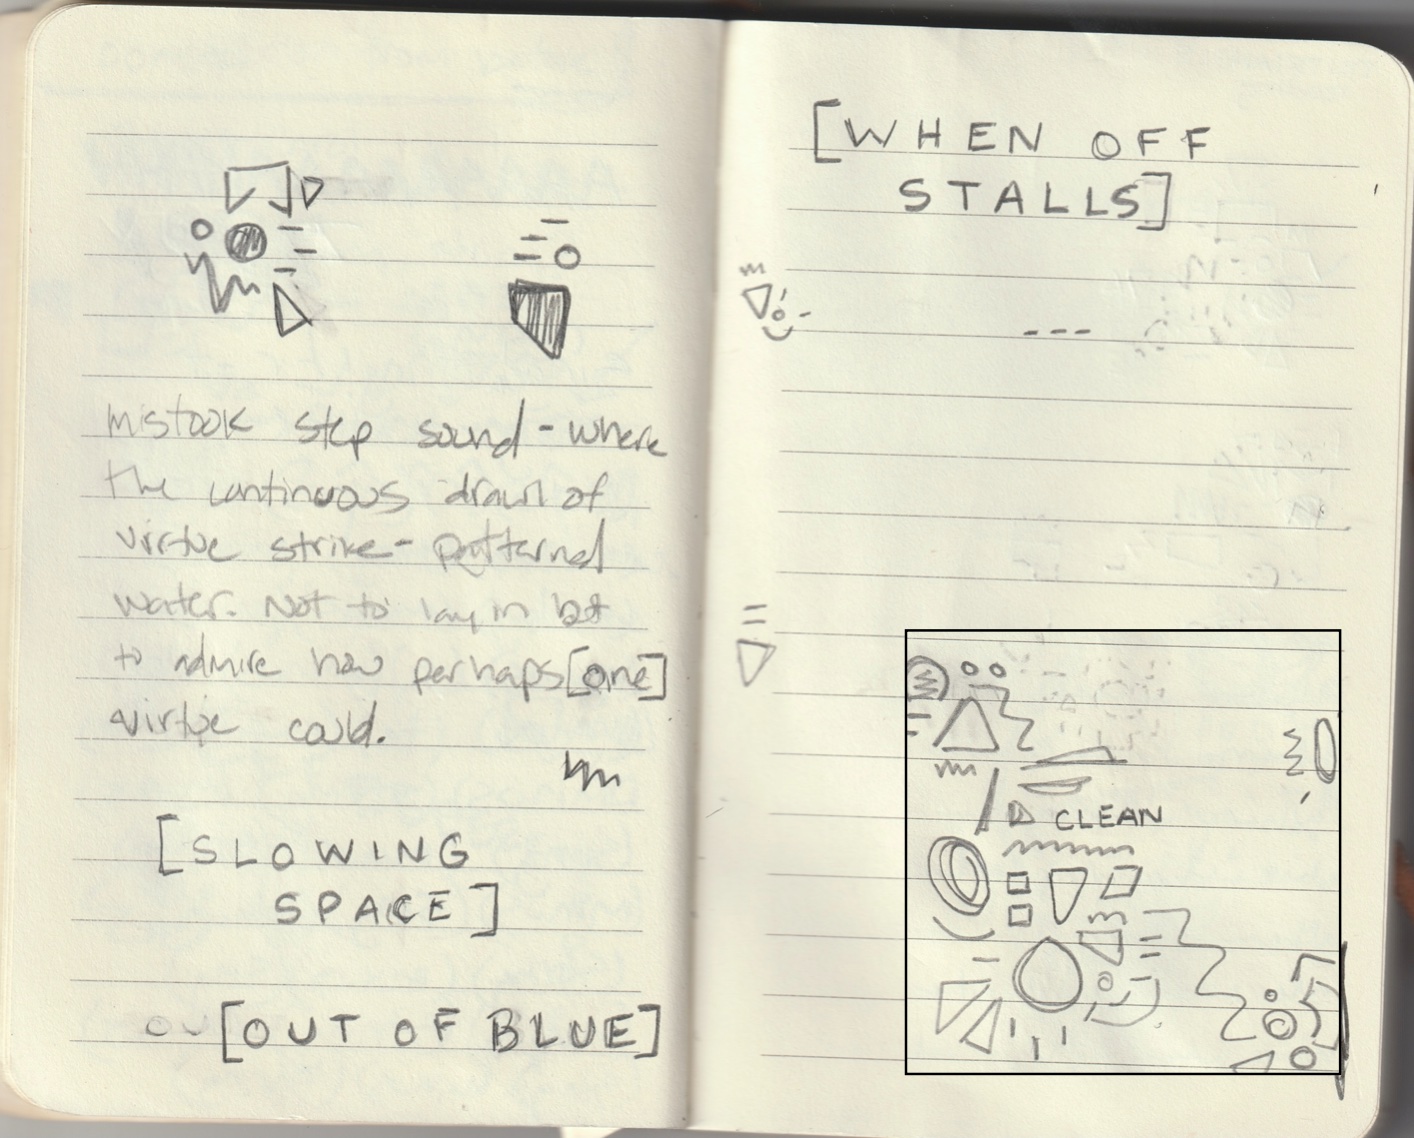 mistook step sound - where
the continuous drawl of
virtue strike - patterned
water. Not to lay in but
to admire how perhaps [one]
virtue could.
[SLOWING
SPACE]
[OUT OF BLUE]
[WHEN OFF
STALLS]
CLEAN